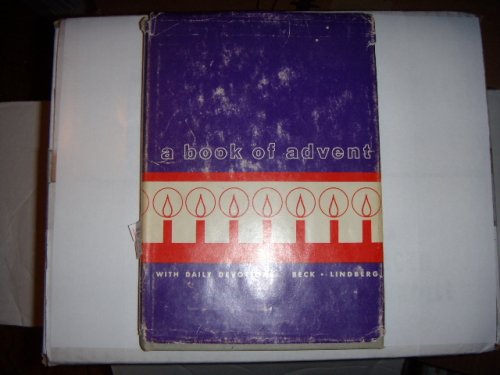 a book of advent
WITH DAILY DEVOTIONS BECK • LINDBERG